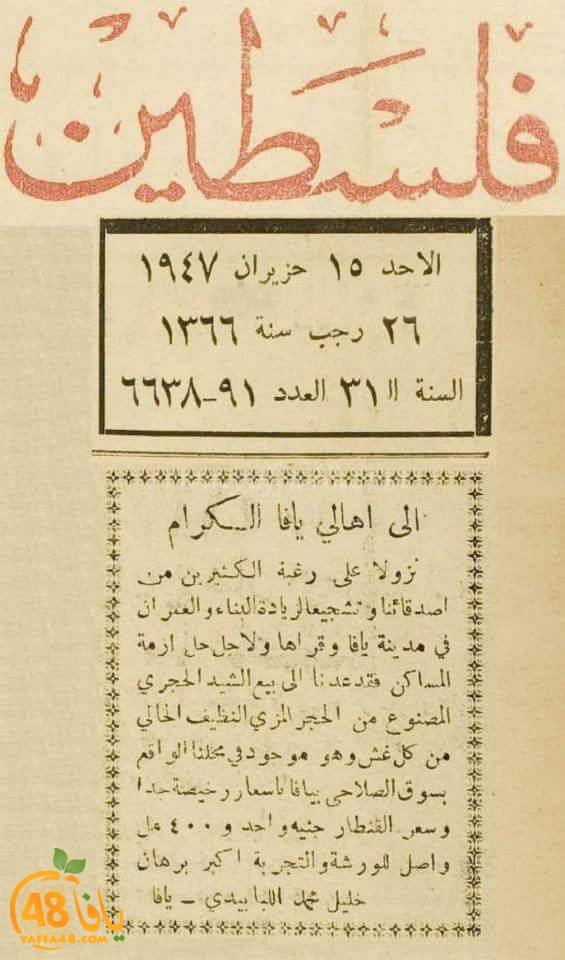 فلسطين
الاحد ١٥ حزيران ١٩٤٧
٢٦ رجب سنة ١٣٦٦
السنة الـ ٣١ العدد ٩١-٦٦٣٨
الى اهالي يافا الكرام
نزولا على رغبة الكثيرين من
اصدقائنا وتشجيعا لزيادة البناء والعمران
في مدينة يافا وقراها ولاجل حل ازمة
المساكن فقد عدنا الى بيع الشيد الحجري
المصنوع من الحجر المزي النظيف الخالي
من كل غش وهو موجود في محلنا الواقع
بسوق الصلاحي بيافا باسعار رخيصة جدا
وسعر القنطار جنيه واحد و ٤٠٠ مل
واصل للورشة والتجربة اكبر برهان
خليل محمد اللبابيدي - يافا
يافا 48
YAFFA48.COM